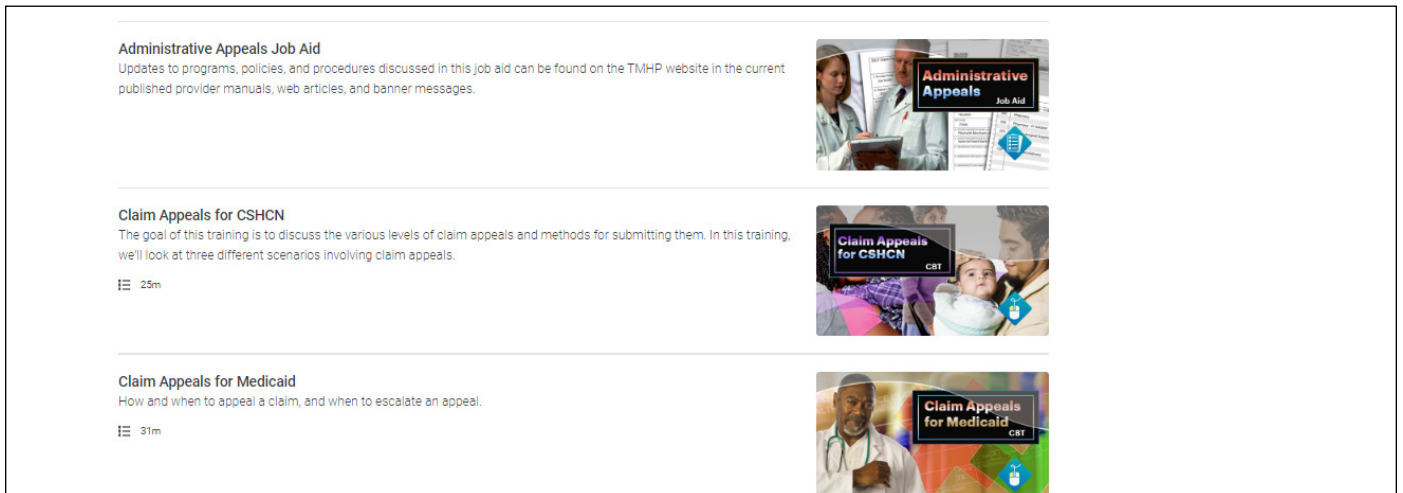 Administrative Appeals Job Aid
Updates to programs, policies, and procedures discussed in this job aid can be found on the TMHP website in the current
published provider manuals, web articles, and banner messages.
Administrative
Appeals
Job Aid
Claim Appeals for CSHCN
The goal of this training is to discuss the various levels of claim appeals and methods for submitting them. In this training,
we'll look at three different scenarios involving claim appeals.
25m
Claim Appeals
for CSHCN
CBT
Claim Appeals for Medicaid
How and when to appeal a claim, and when to escalate an appeal.
31m
Claim Appeals
for Medicaid
CBT